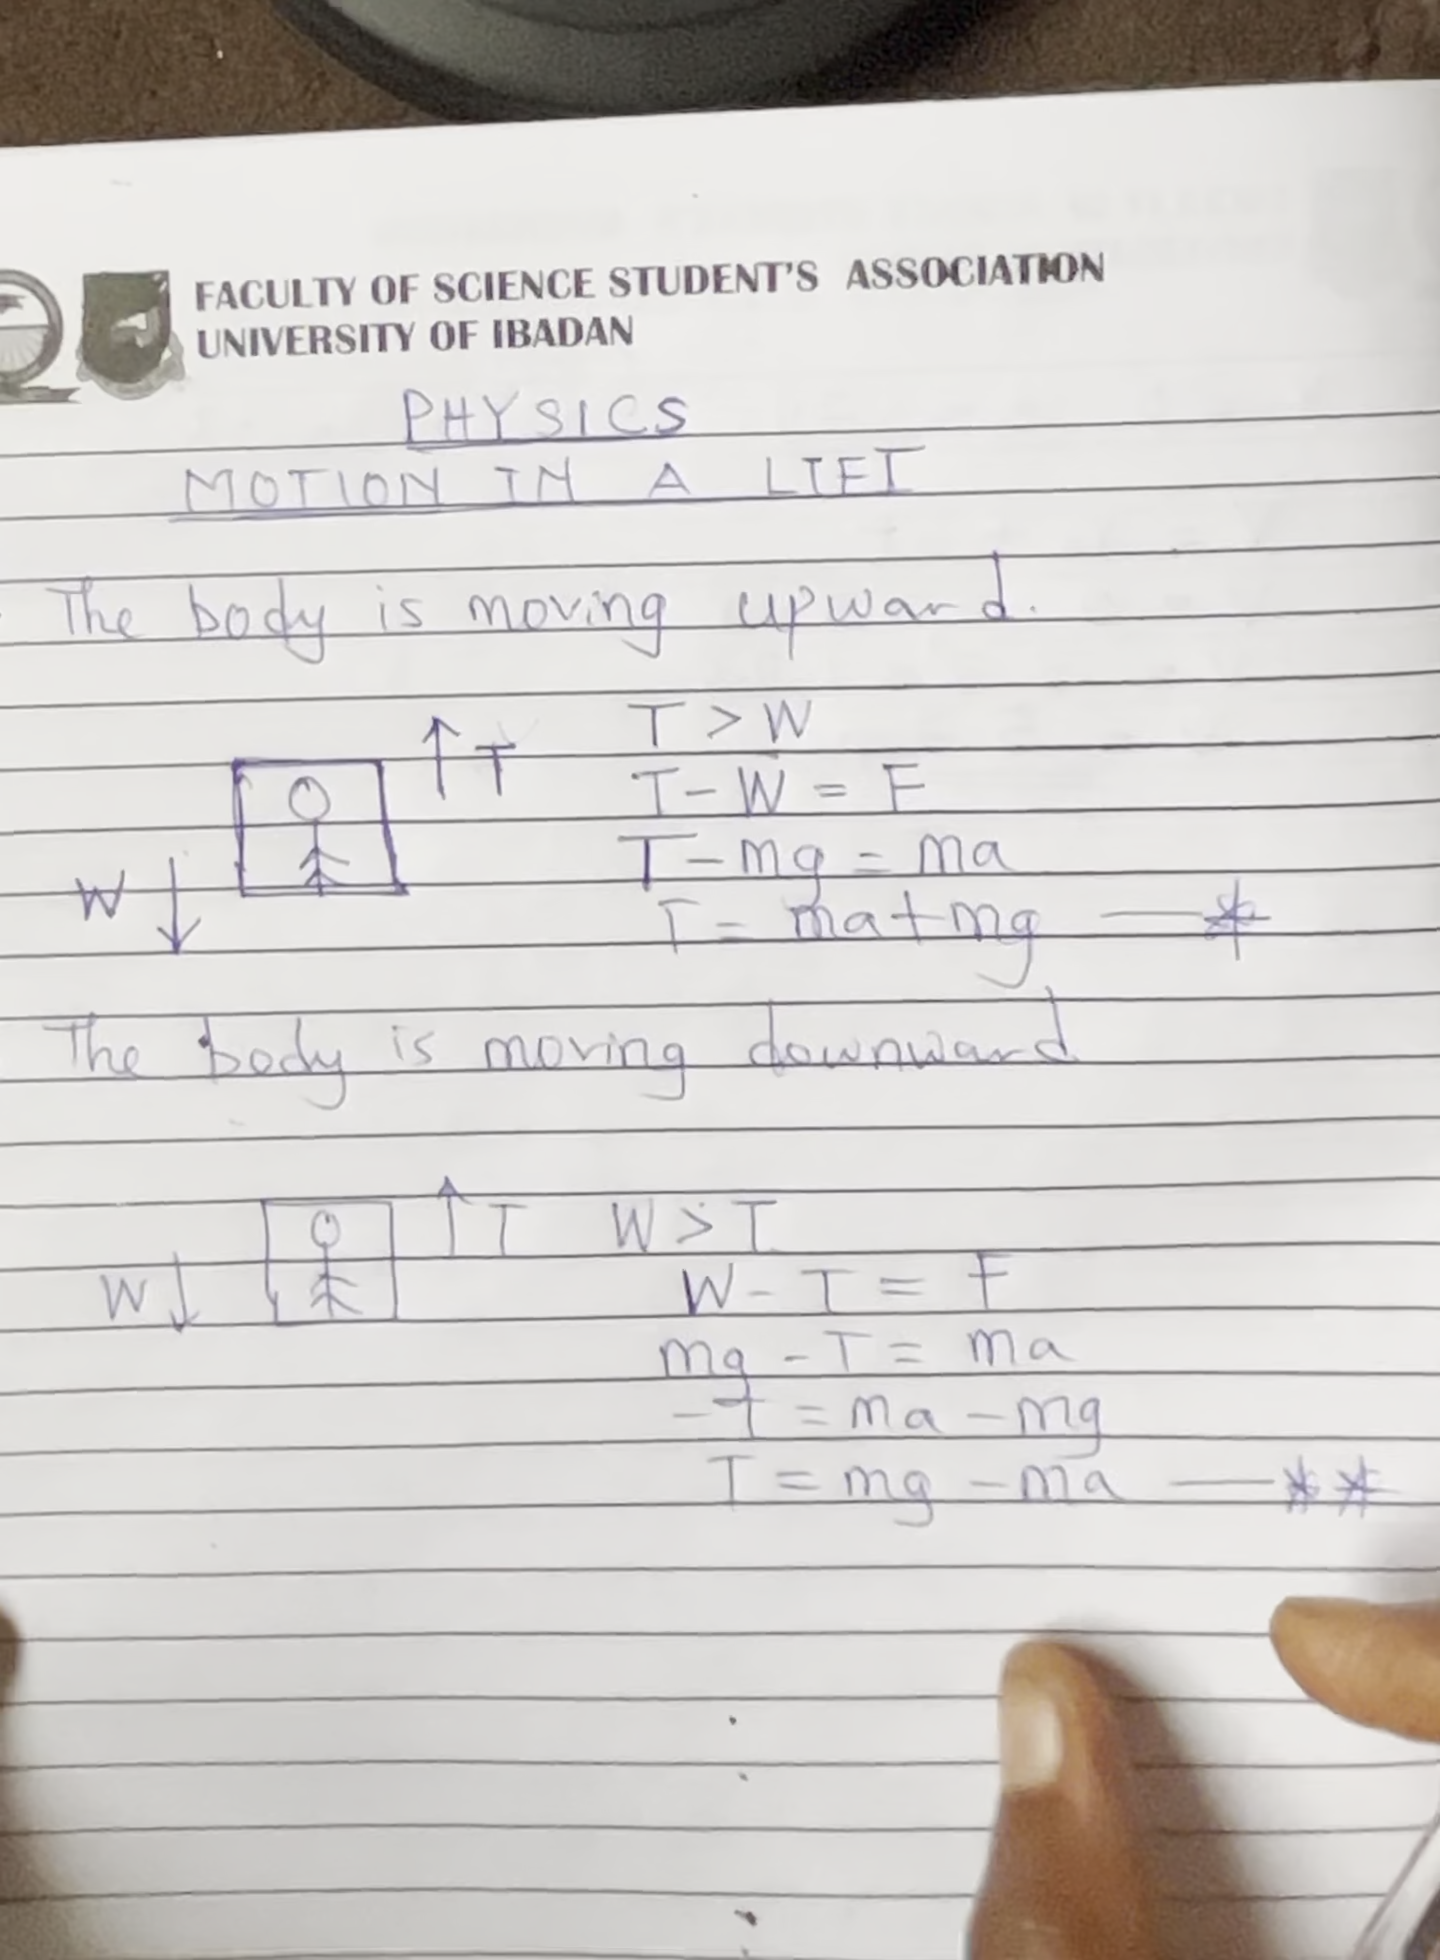 FACULTY OF SCIENCE STUDENT'S ASSOCIATION
UNIVERSITY OF IBADAN
PHYSICS
MOTION IN A LIFT
The body is moving upward.
T > W
↑ T
T - W = F
T - mg = ma
W ↓
T = ma + mg — *
The body is moving downward
↑ T W > T
W ↓ W - T = F
mg - T = ma
- T = ma - mg
T = mg - ma — * *